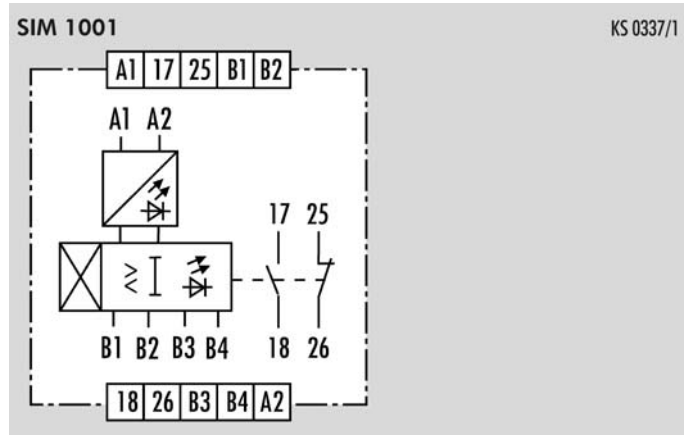 SIM 1001 KS 0337/1
A1 17 25 B1 B2
A1 A2
17 25
B1 B2 B3 B4 18 26
18 26 B3 B4 A2